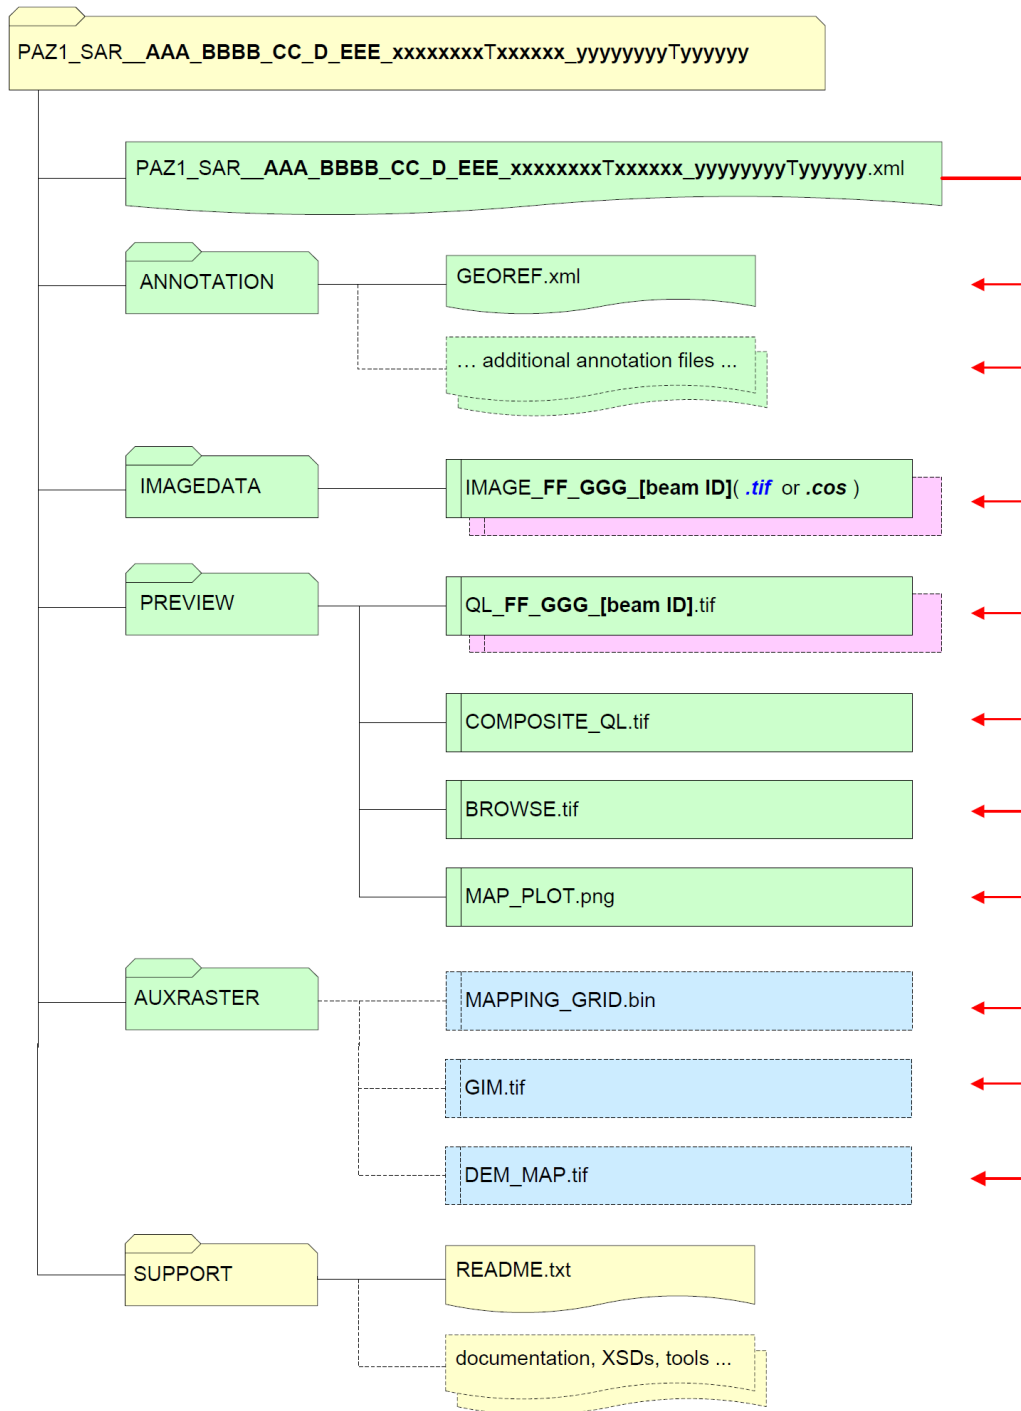 PAZ1_SAR__AAA_BBBB_CC_D_EEE_xxxxxxxxTxxxxxx_yyyyyyyyTyyyyyy
PAZ1_SAR__AAA_BBBB_CC_D_EEE_xxxxxxxxTxxxxxx_yyyyyyyyTyyyyyy.xml
ANNOTATION
GEOREF.xml
... additional annotation files ...
IMAGEDATA
IMAGE_FF_GGG_[beam ID]( .tif or .cos )
PREVIEW
QL_FF_GGG_[beam ID].tif
COMPOSITE_QL.tif
BROWSE.tif
MAP_PLOT.png
AUXRASTER
MAPPING_GRID.bin
GIM.tif
DEM_MAP.tif
SUPPORT
README.txt
documentation, XSDs, tools ...